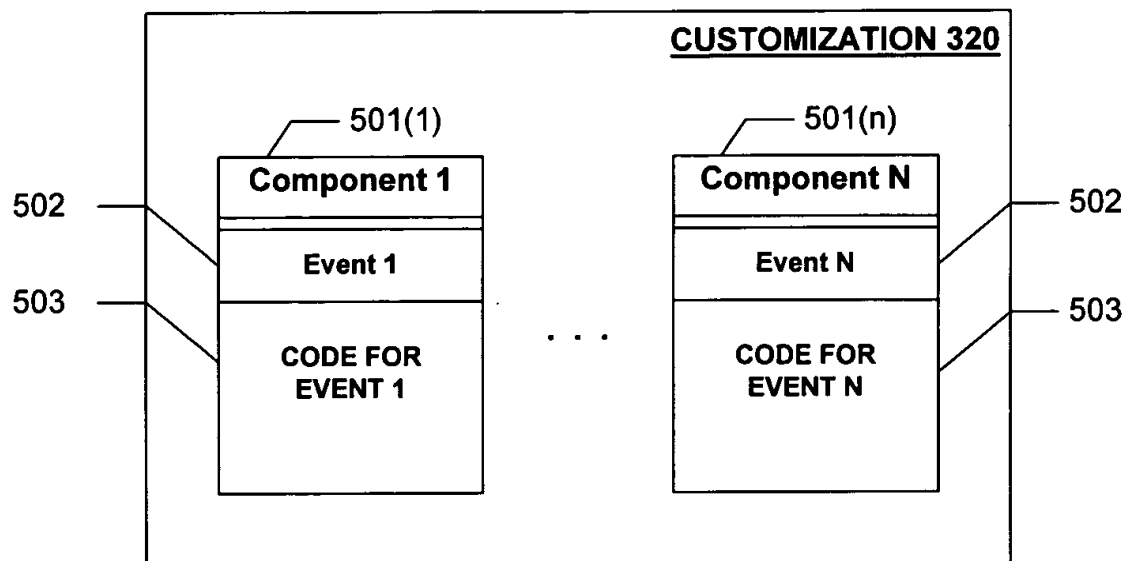 CUSTOMIZATION 320
501(1)
501(n)
Component 1
Component N
502
502
Event 1
Event N
503
503
. . .
CODE FOR
EVENT 1
CODE FOR
EVENT N